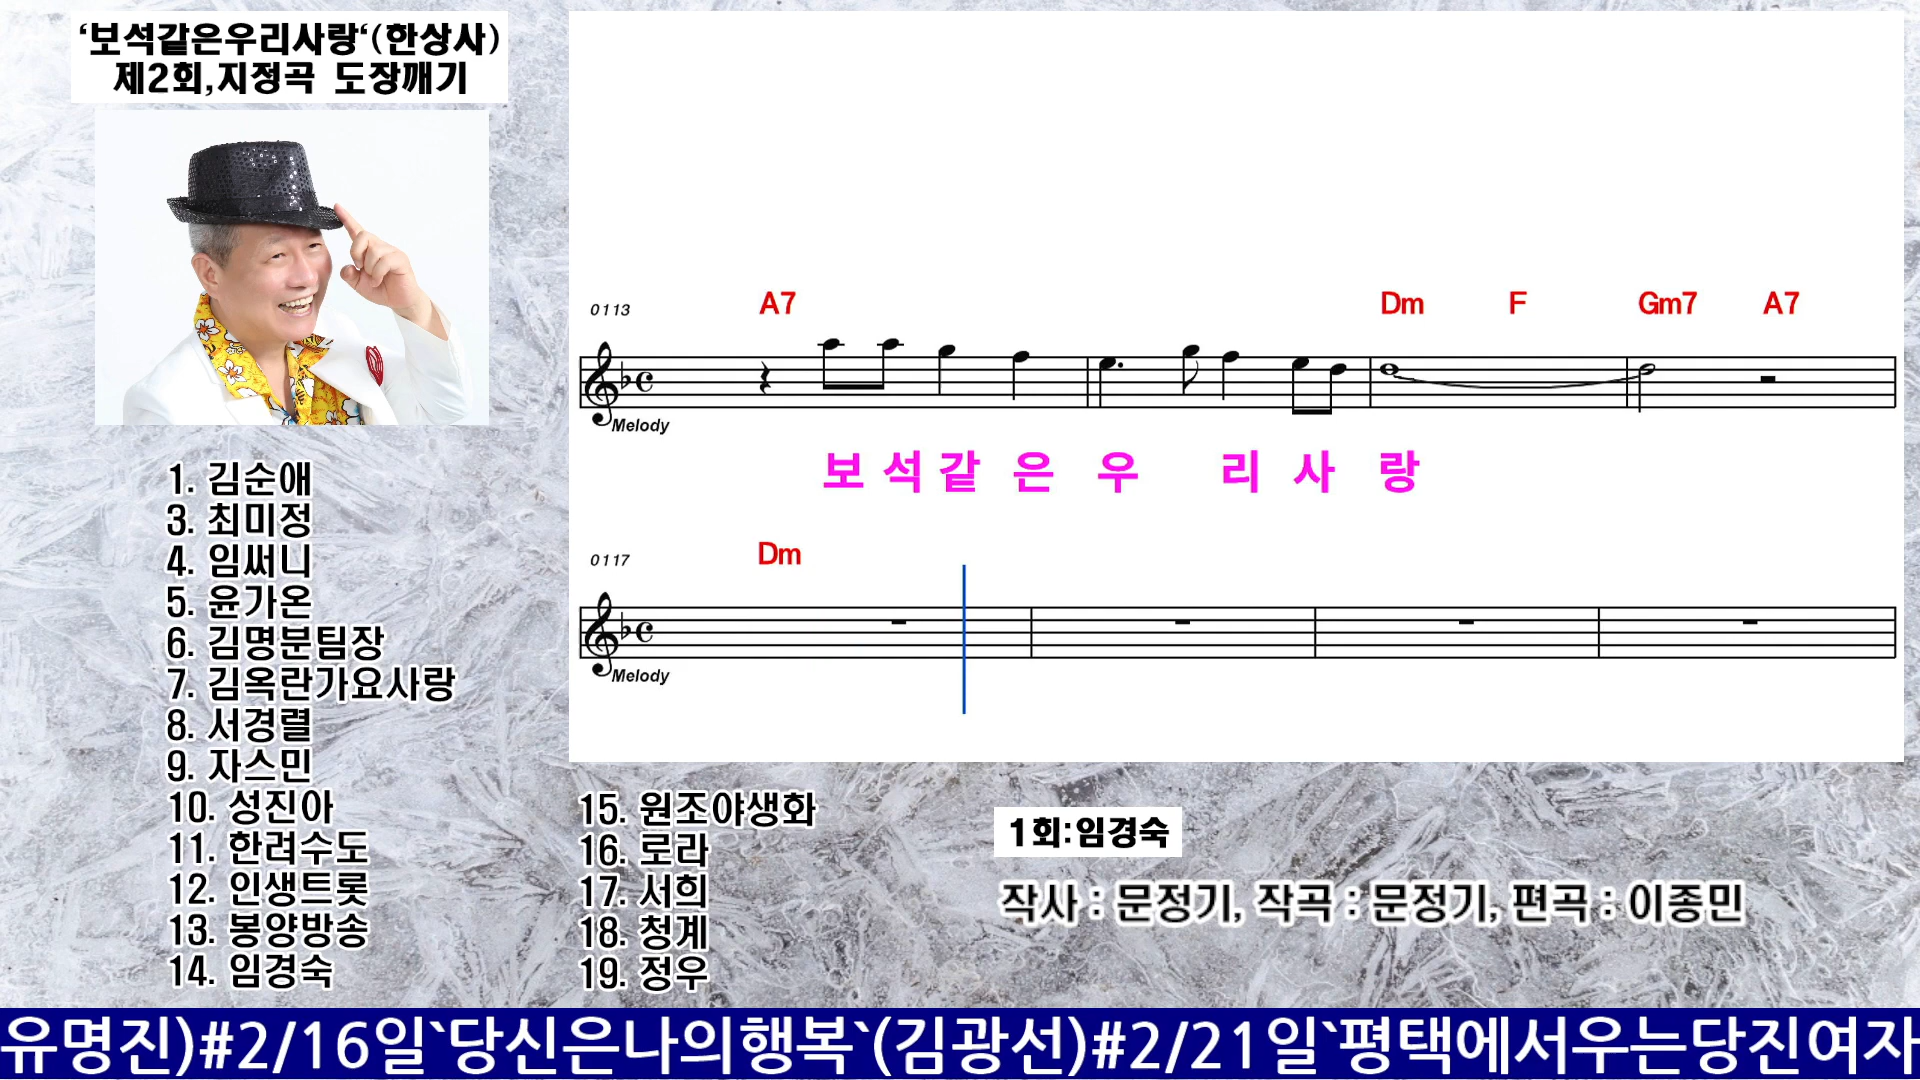 ‘보석같은우리사랑‘(한상사)
제2회,지정곡 도장깨기
1. 김순애
3. 최미정
4. 임써니
5. 윤가온
6. 김명분팀장
7. 김옥란가요사랑
8. 서경렬
9. 자스민
10. 성진아
11. 한려수도
12. 인생트롯
13. 봉양방송
14. 임경숙
0113
A7 Dm F Gm7 A7
Melody
보 석 같 은 우 리 사 랑
0117
Dm
Melody
15. 원조야생화
16. 로라
17. 서희
18. 청계
19. 정우
1회:임경숙
작사 : 문정기, 작곡 : 문정기, 편곡 : 이종민
유명진)#2/16일`당신은나의행복`(김광선)#2/21일`평택에서우는당진여자